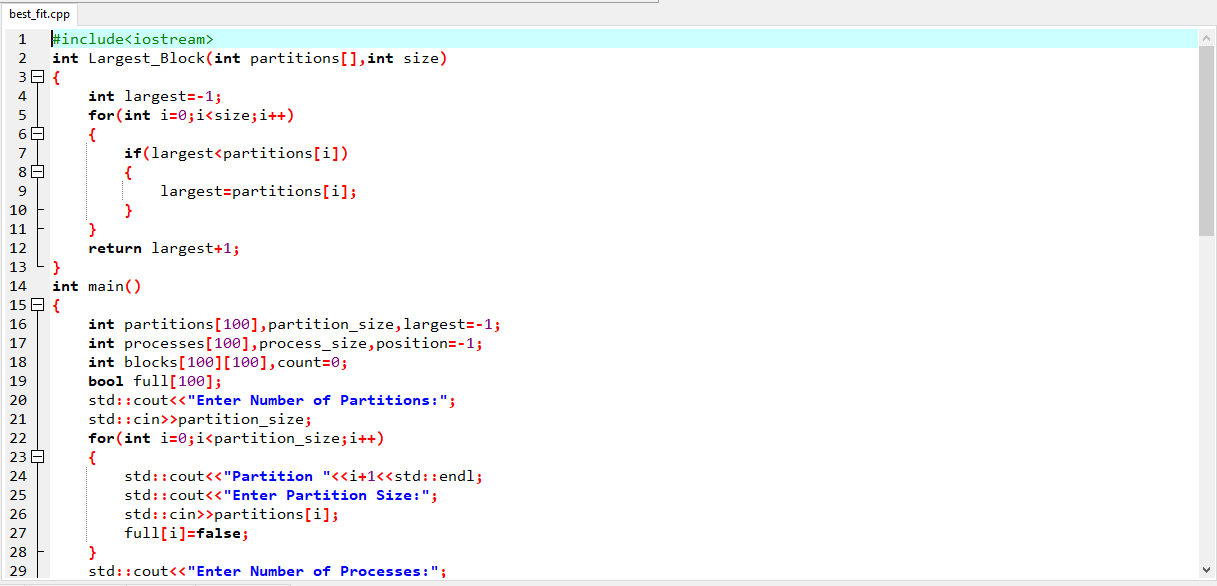 best_fit.cpp
1 #include<iostream>
2 int Largest_Block(int partitions[],int size)
3 {
4     int largest=-1;
5     for(int i=0;i<size;i++)
6     {
7         if(largest<partitions[i])
8         {
9             largest=partitions[i];
10         }
11     }
12     return largest+1;
13 }
14 int main()
15 {
16     int partitions[100],partition_size,largest=-1;
17     int processes[100],process_size,position=-1;
18     int blocks[100][100],count=0;
19     bool full[100];
20     std::cout<<"Enter Number of Partitions:";
21     std::cin>>partition_size;
22     for(int i=0;i<partition_size;i++)
23     {
24         std::cout<<"Partition "<<i+1<<std::endl;
25         std::cout<<"Enter Partition Size:";
26         std::cin>>partitions[i];
27         full[i]=false;
28     }
29     std::cout<<"Enter Number of Processes:";